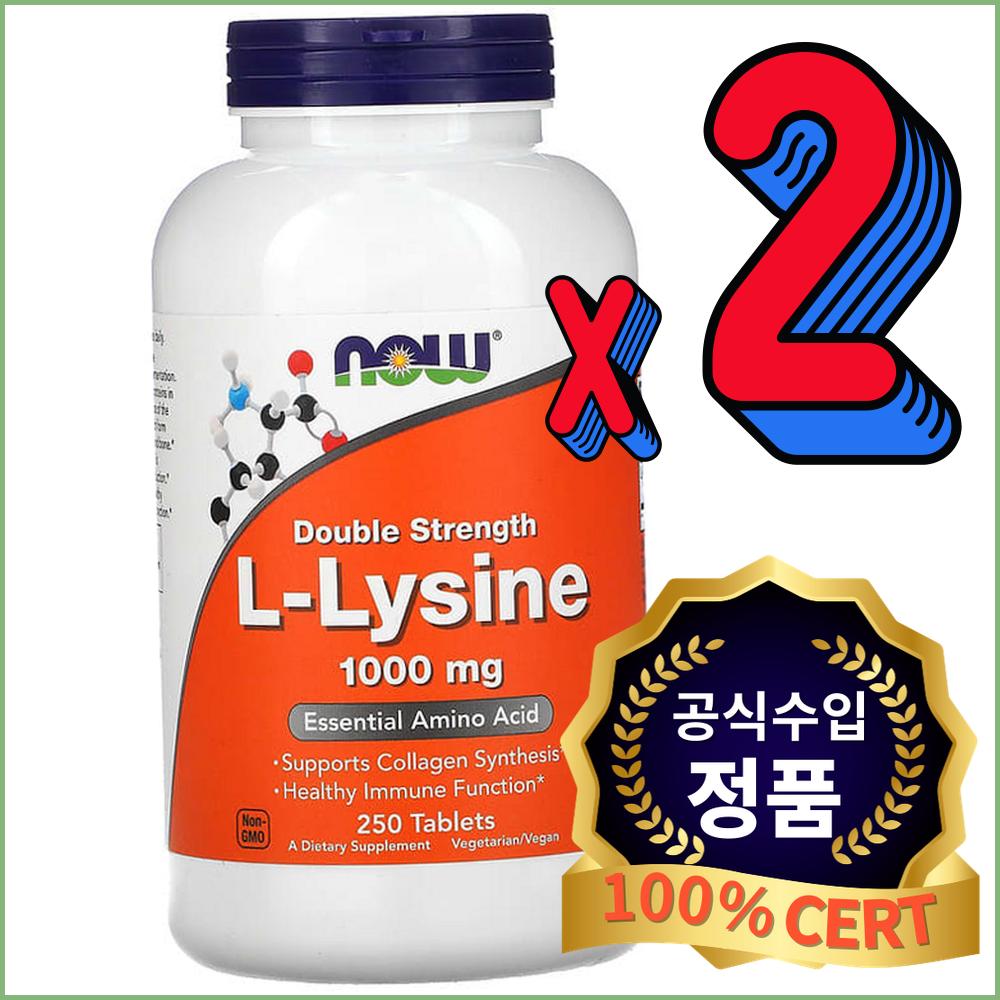 now®
Double Strength
L-Lysine
1000 mg
Essential Amino Acid
•Supports Collagen Synthesis*
•Healthy Immune Function*
Non-
GMO
250 Tablets
A Dietary Supplement Vegetarian/Vegan
x2
공식수입
정품
100% CERT